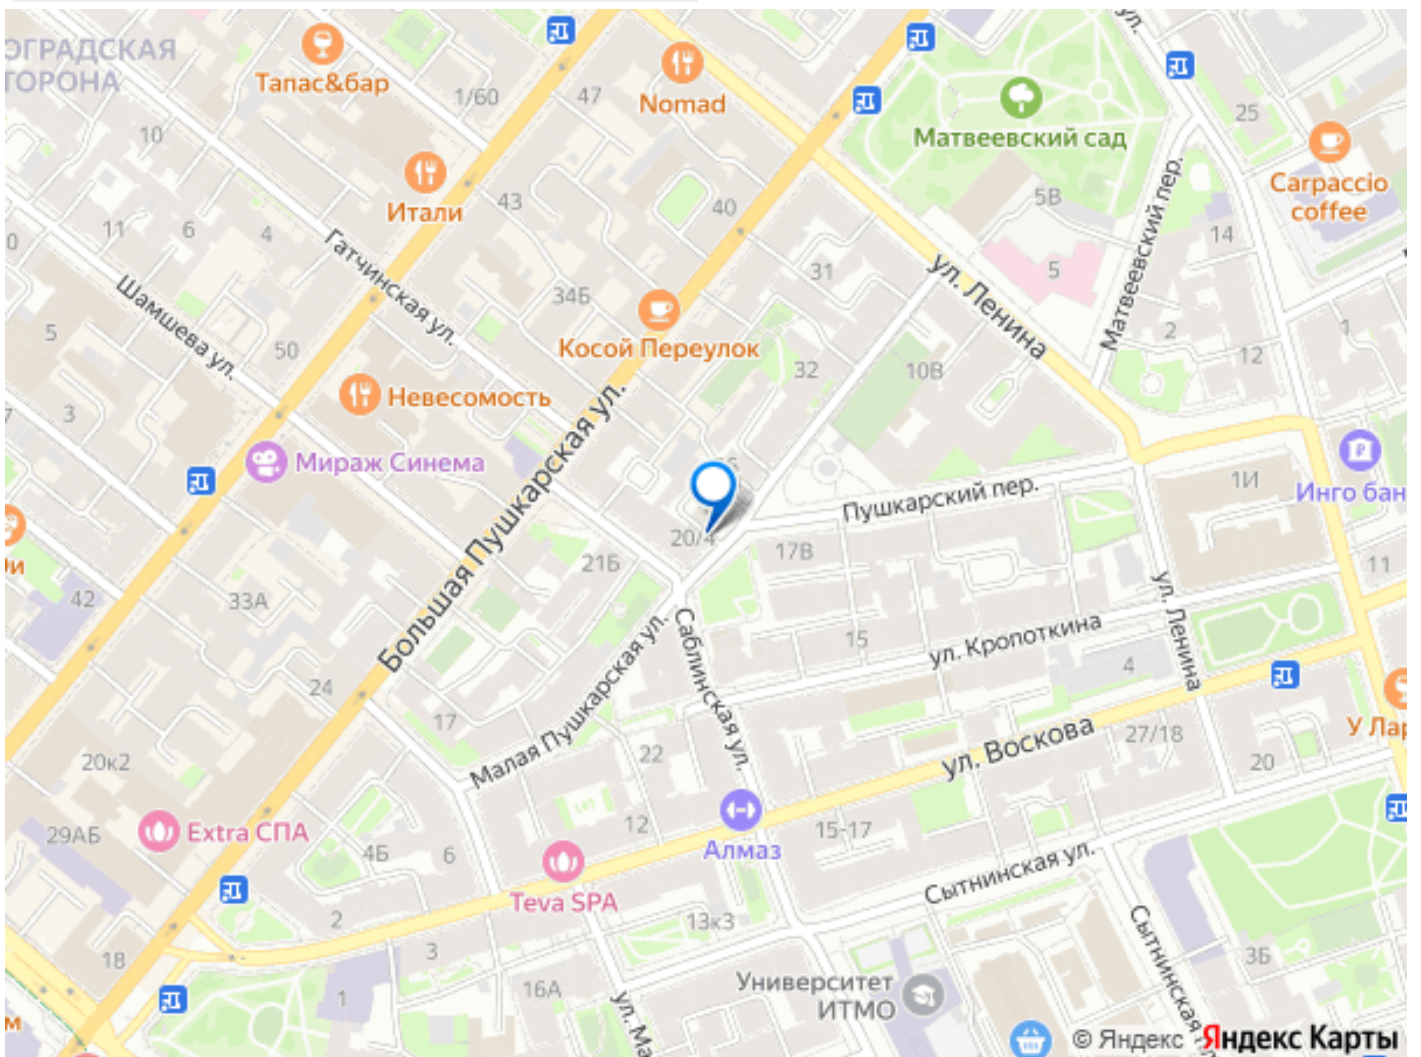 ОГРАДСКАЯ
ТОРОНА
Тапас&бар
1/60
47
Nomad
Матвеевский сад
25
Carpaccio
coffee
10
Итали
43
40
5В
14
Матвеевский пер.
11
6
4
0
Гатчинская ул.
34Б
31
5
ул. Ленина
Шамшева ул.
5
50
Косой Переулок
32
10В
2
12
1
3
7
Невесомость
Мираж Синема
Большая Пушкарская ул.
Пушкарский пер.
1И
Инго бан
20/4
17В
21Б
11
42
33А
15
ул. Кропоткина
4
ул. Ленина
Саблинская ул.
Малая Пушкарская ул.
24
17
22
ул. Воскова
27/18
20
У Лар
20к2
29АБ
Extra СПА
4Б
6
12
Алмаз
15-17
Сытнинская ул.
Teva SPA
13к3
2
3
18
1
16А
ул. Ма
Университет
ИТМО
Сытнинская
3Б
© Яндекс Яндекс Карты